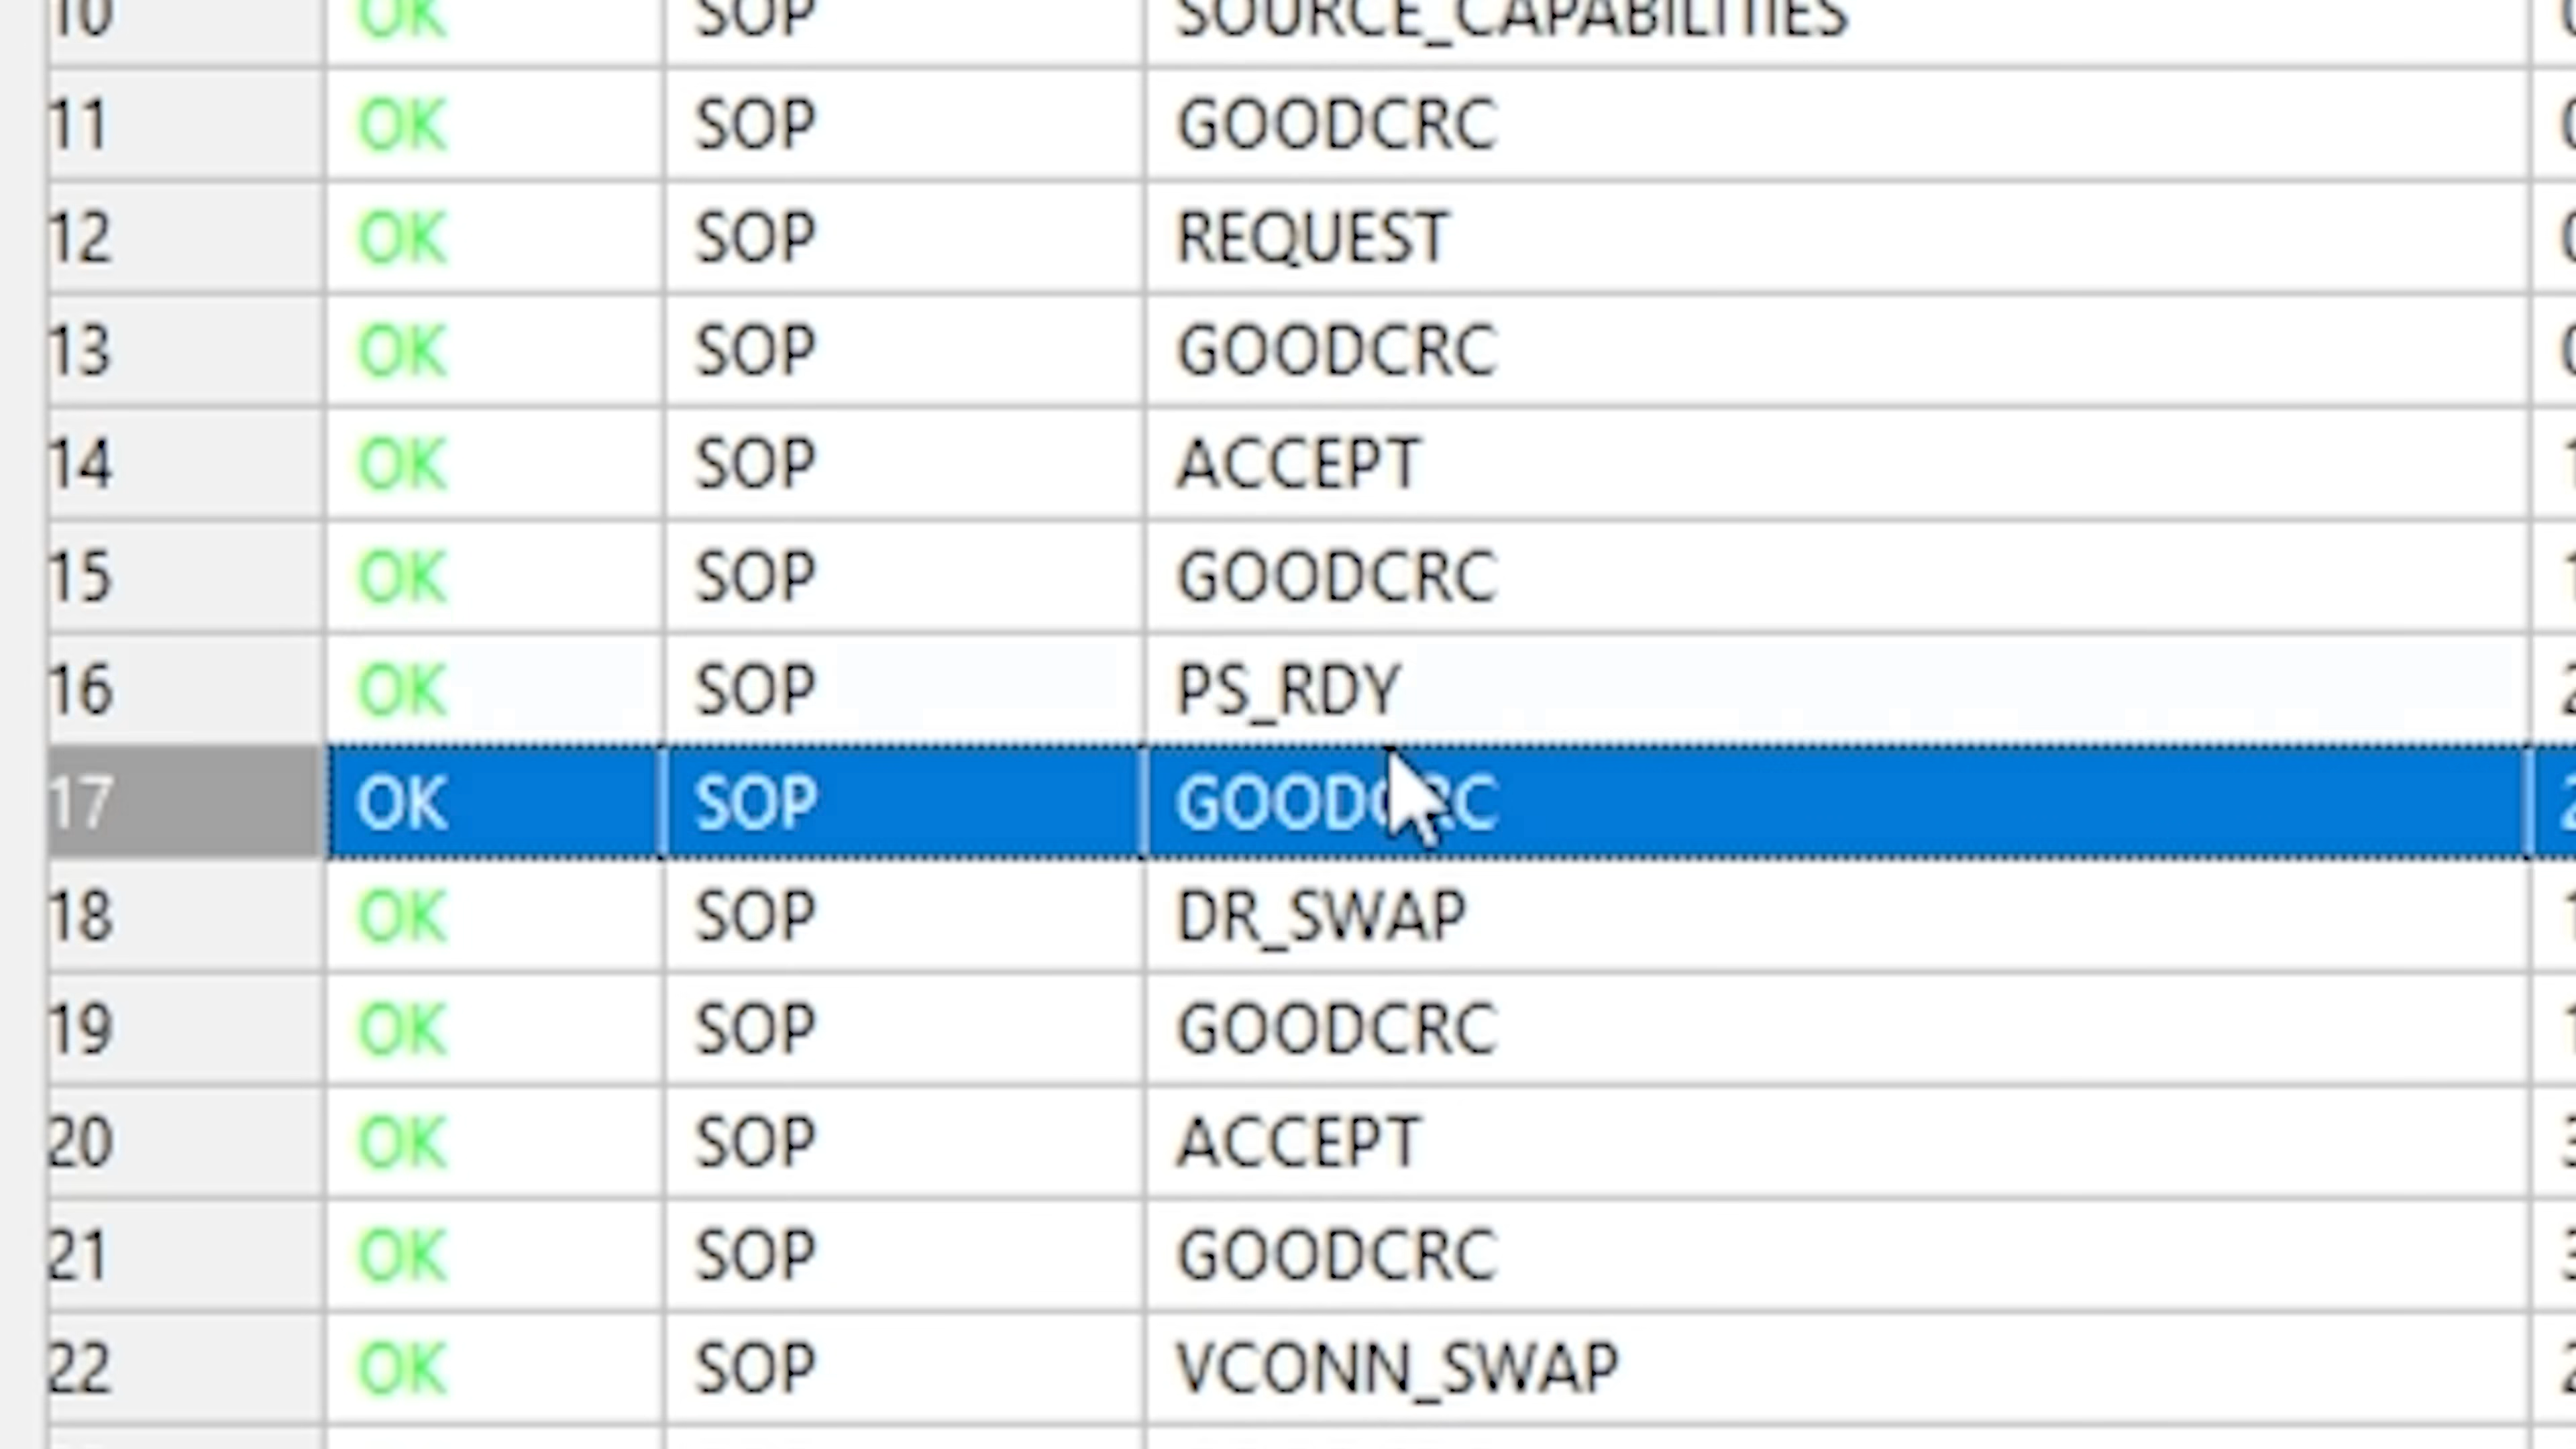 10 OK SOP SOURCE_CAPABILITIES
11 OK SOP GOODCRC
12 OK SOP REQUEST
13 OK SOP GOODCRC
14 OK SOP ACCEPT
15 OK SOP GOODCRC
16 OK SOP PS_RDY
17 OK SOP GOODCRC
18 OK SOP DR_SWAP
19 OK SOP GOODCRC
20 OK SOP ACCEPT
21 OK SOP GOODCRC
22 OK SOP VCONN_SWAP